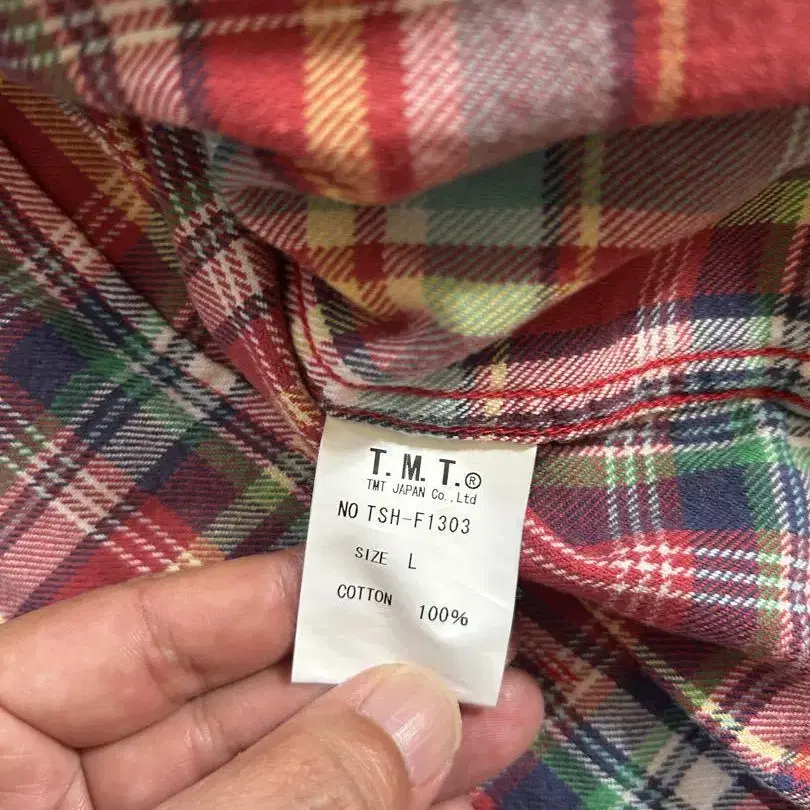 T.M.T.®
TMT JAPAN Co.,Ltd
NO TSH-F1303
SIZE L
COTTON 100%